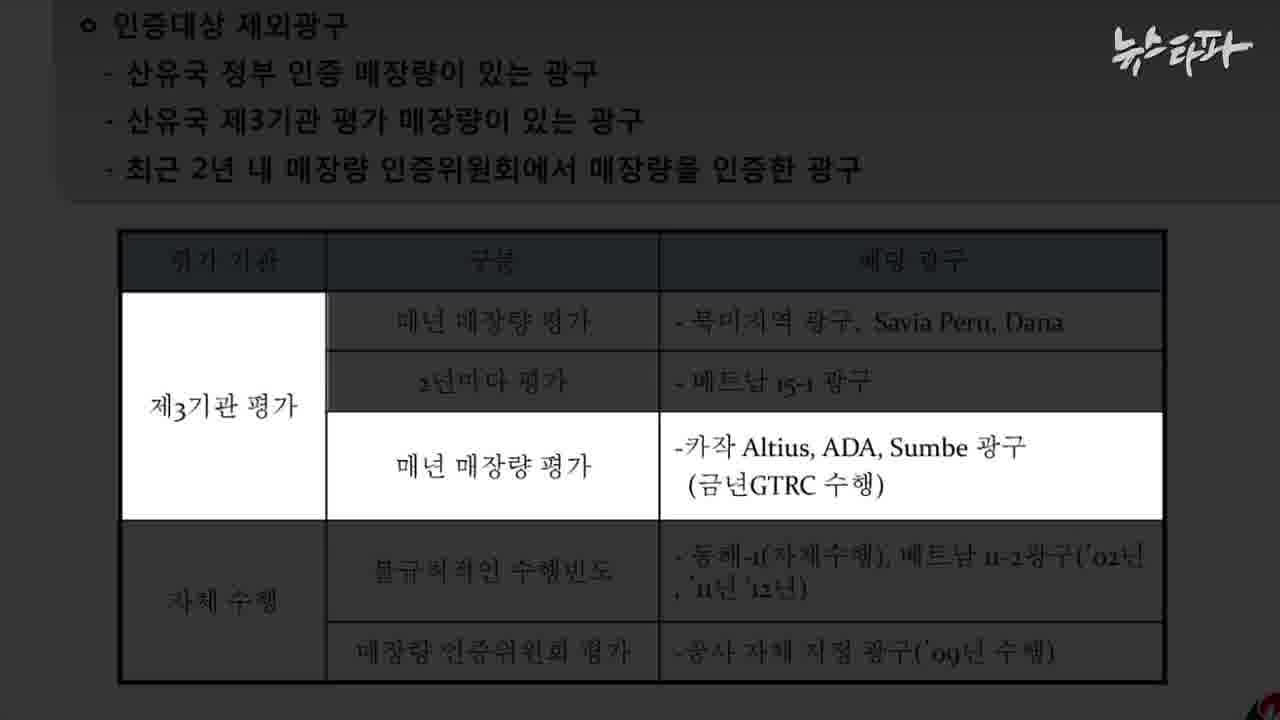 뉴스타파
ㅇ 인증대상 제외광구
- 산유국 정부 인증 매장량이 있는 광구
- 산유국 제3기관 평가 매장량이 있는 광구
- 최근 2년 내 매장량 인증위원회에서 매장량을 인증한 광구
평가 기관 구분 해당 광구
제3기관 평가
매년 매장량 평가 - 북미지역 광구, Savia Peru, Dana
2년마다 평가 - 베트남 15-1 광구
매년 매장량 평가 -카작 Altius, ADA, Sumbe 광구
(금년GTRC 수행)
자체 수행
불규칙적인 수행빈도 - 동해-1(자체수행), 베트남 11-2광구('02년
, '11년 '12년)
매장량 인증위원회 평가 -공사 자체 지정 광구('09년 수행)